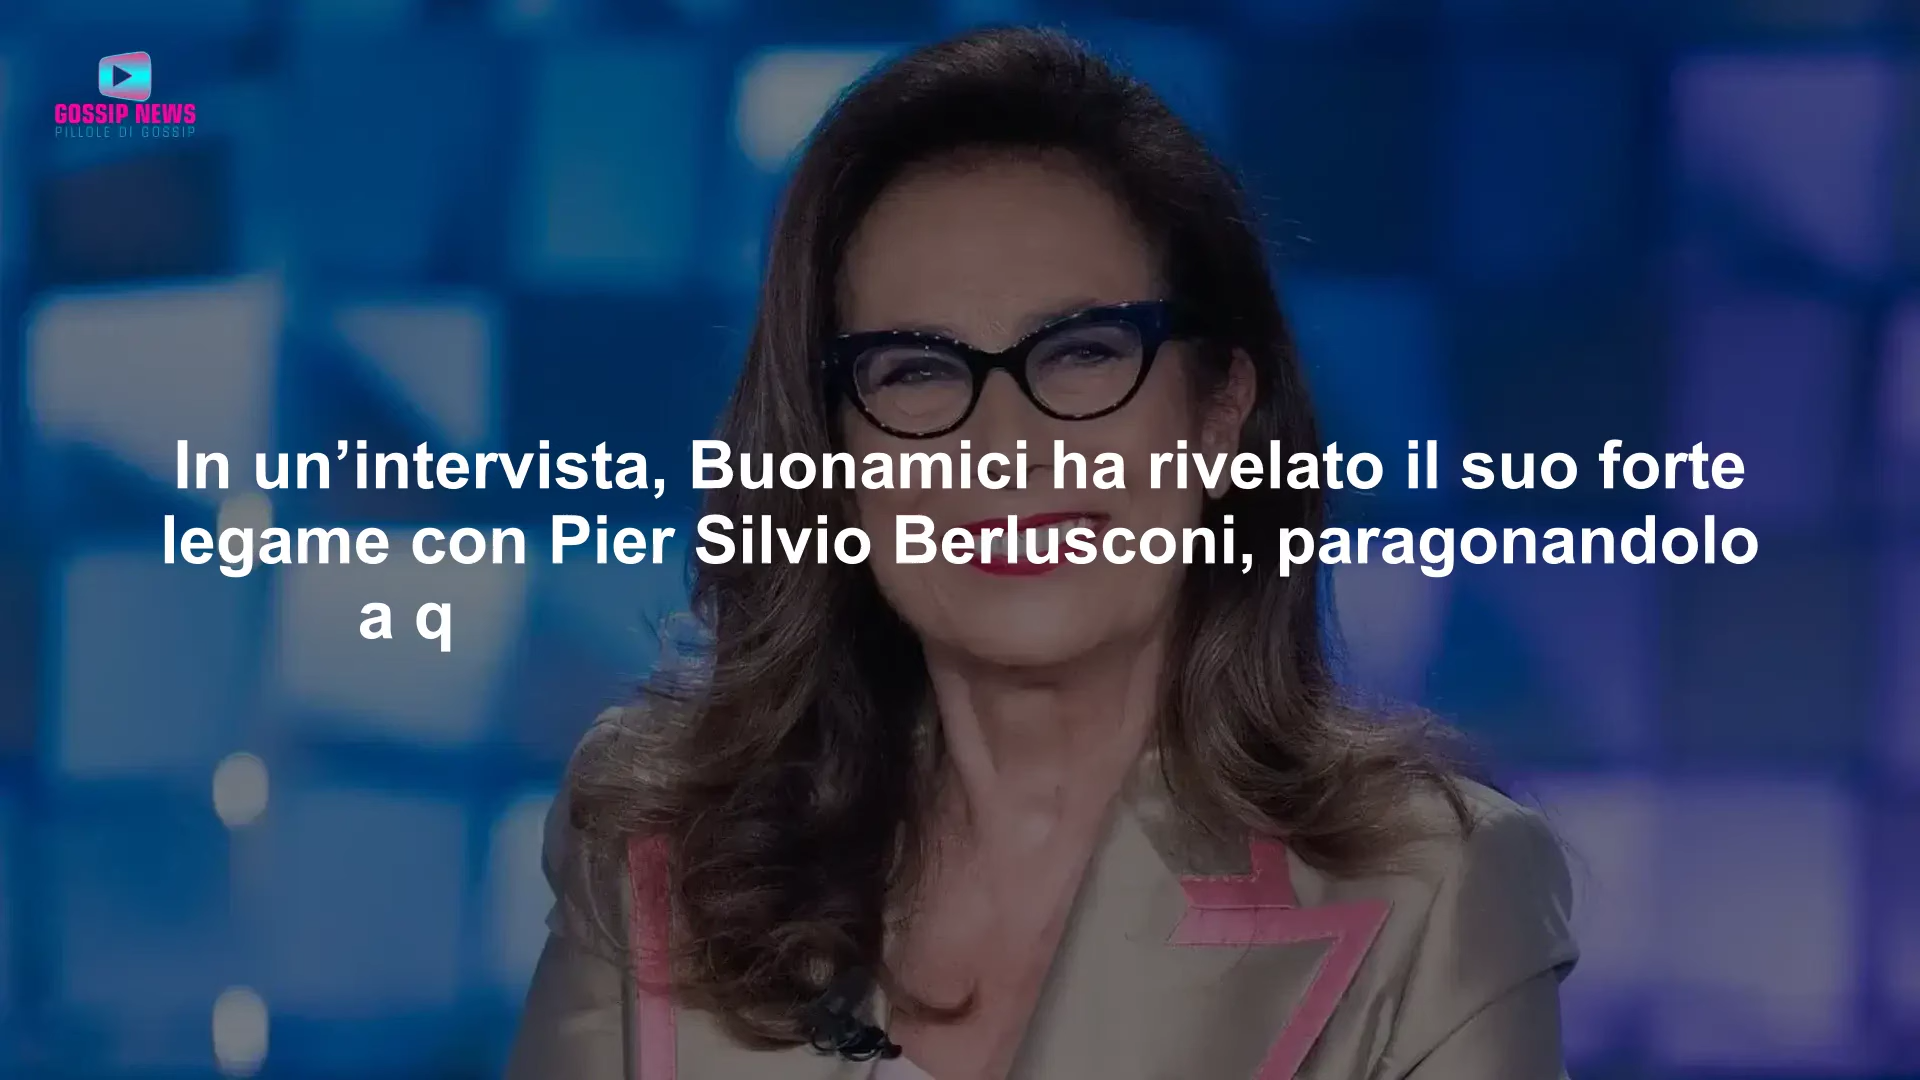 GOSSIP NEWS
PILLOLE DI GOSSIP
In un’intervista, Buonamici ha rivelato il suo forte
legame con Pier Silvio Berlusconi, paragonandolo
a q